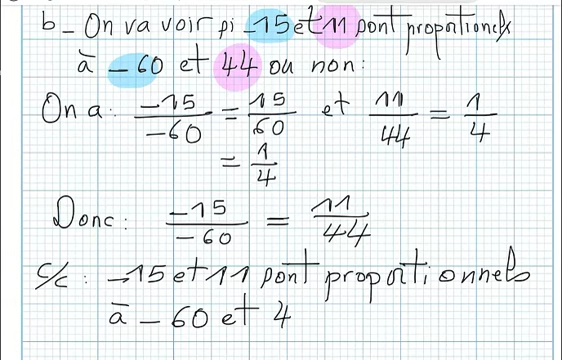 b - On va voir si -15 et 11 sont proportionels
à -60 et 44 ou non:
On a: -15/-60 = 15/60 et 11/44 = 1/4
= 1/4
Donc: -15/-60 = 11/44
c/c: -15 et 11 sont proportionnels
à -60 et 4